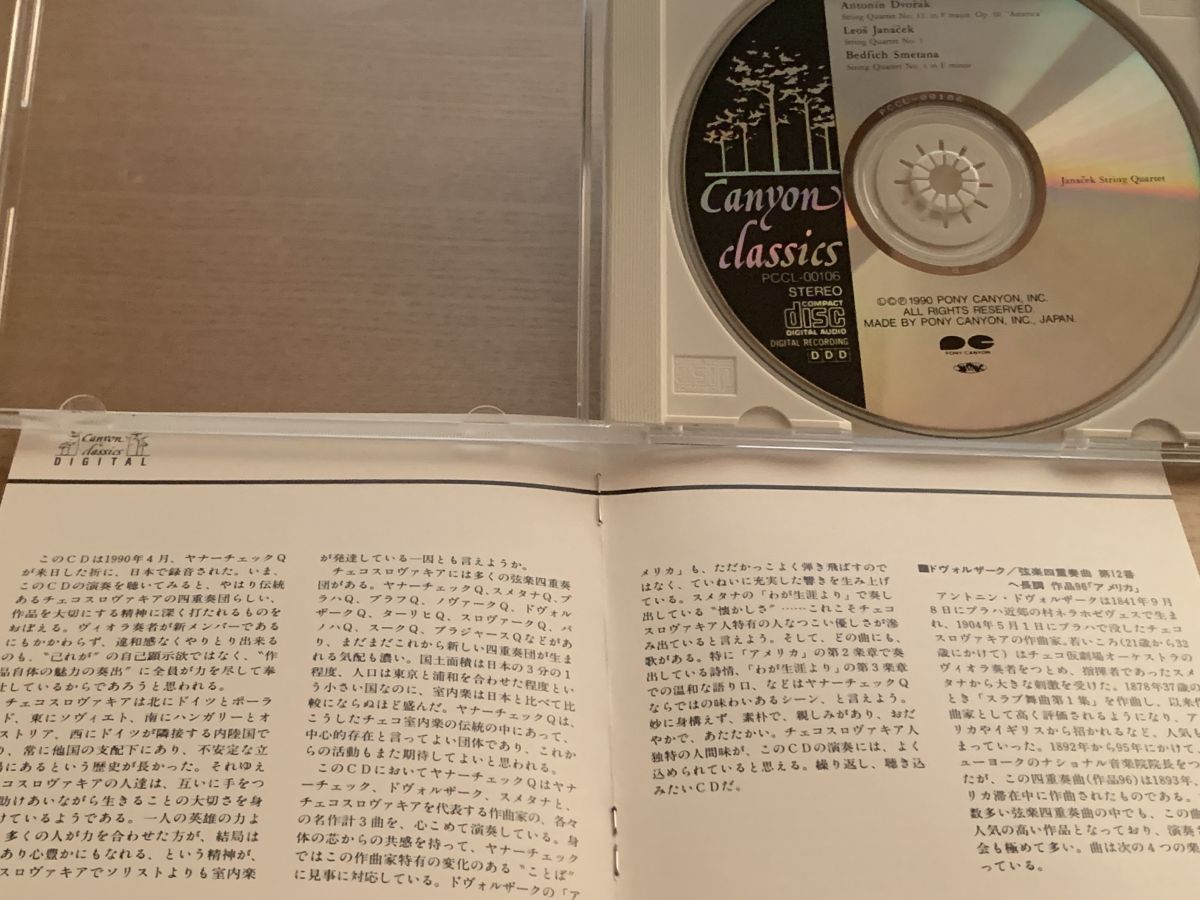 Antonín Dvořák
String Quartet No. 12 in F major Op. 96 "America"
Leoš Janáček
String Quartet No. 1
Bedřich Smetana
String Quartet No. 1 in E minor
PCCL-00106
Janáček String Quartet
Canyon
classics
PCCL-00106
STEREO
COMPACT
disc
DIGITAL AUDIO
DIGITAL RECORDING
DDD
©©℗1990 PONY CANYON, INC.
ALL RIGHTS RESERVED.
MADE BY PONY CANYON, INC., JAPAN.
PONY CANYON
Canyon
classics
DIGITAL
このCDは1990年4月、ヤナーチェックQ
が来日した折に、日本で録音された。いま、
このCDの演奏を聴いてみると、やはり伝統
あるチェコスロヴァキアの四重奏団らしい、
作品を大切にする精神に深く打たれるものを
おぼえる。ヴィオラ奏者が新メンバーである
にもかかわらず、違和感なくやりとり出来る
のも、"これが"の自己顕示欲ではなく、"作
品自体の魅力の奏出"に全員が力を尽して奉
仕しているからであろうと思われる。
チェコスロヴァキアは北にドイツとポーラ
ド、東にソヴィエト、南にハンガリーとオ
ストリア、西にドイツが隣接する内陸国で
り、常に他国の支配下にあり、不安定な立
場にあるという歴史が長かった。それゆえ
コスロヴァキアの人達は、互いに手をつ
助けあいながら生きることの大切さを身
けているようである。一人の英雄の力よ
多くの人が力を合わせた方が、結局は
あり心豊かにもなれる、という精神が、
スロヴァキアでソリストよりも室内楽
が発達している一因とも言えようか。
チェコスロヴァキアには多くの弦楽四重奏
団がある。ヤナーチェックQ、スメタナQ、プ
ラハQ、プラフQ、ノヴァークQ、ドヴォル
ザークQ、ターリヒQ、スロヴァークQ、パ
ノハQ、スークQ、プラジャースQなどがあ
り、まだまだこれから新しい四重奏団が生ま
れる気配も濃い。国土面積は日本の3分の1
程度、人口は東京と浦和を合わせた程度とい
う小さい国なのに、室内楽は日本と比べて比
較にならぬほど盛んだ。ヤナーチェックQは、
こうしたチェコ室内楽の伝統の中にあって、
中心的存在と言ってよい団体であり、これか
らの活動もまた期待してよいと思われる。
このCDにおいてヤナーチェックQはヤナ
ーチェック、ドヴォルザーク、スメタナと、
チェコスロヴァキアを代表する作曲家の、各々
の名作計3曲を、心こめて演奏している。身
体の芯からの共感を持って、ヤナーチェック
ではこの作曲家特有の変化のある"ことば"
に見事に対応している。ドヴォルザークの「ア
メリカ」も、ただかっこよく弾き飛ばすので
はなく、ていねいに充実した響きを生み上げ
ている。スメタナの「わが生涯より」で奏し
出している"懐かしさ"……これこそチェコ
スロヴァキア人特有の人なつこい優しさが滲
み出ていると言えよう。そして、どの曲にも、
歌がある。特に「アメリカ」の第2楽章で奏
出している詩情、「わが生涯より」の第3楽章
での温和な語り口、などはヤナーチェックQ
ならではの味わいあるシーン、と言えよう。
妙に身構えず、素朴で、親しみがあり、おだ
やかで、あたたかい。チェコスロヴァキア人
独特の人間味が、このCDの演奏には、よく
込められていると思える。繰り返し、聴き込
みたいCDだ。
■ドヴォルザーク/弦楽四重奏曲 第12番
ヘ長調 作品96「アメリカ」
アントニン・ドヴォルザークは1841年9月
8日にプラハ近郊の村ネラホゼヴェスで生ま
れ、1904年5月1日にプラハで没したチェコ
スロヴァキアの作曲家。若いころ(21歳から32
歳にかけて)はチェコ仮劇場オーケストラの
ヴィオラ奏者をつとめ、指揮者であったスメ
タナから大きな刺激を受けた。1878年37歳の
とき「スラブ舞曲第1集」を作曲し、以来作
曲家として高く評価されるようになり、ア
リカやイギリスから招かれるなど、人気も
まっていった。1892年から95年にかけて
ューヨークのナショナル音楽院院長をつ
たが、この四重奏曲(作品96)は1893年、
リカ滞在中に作曲されたものである。
数多い弦楽四重奏曲の中でも、この曲
人気の高い作品となっており、演奏
会も極めて多い。曲は次の4つの楽
っている。